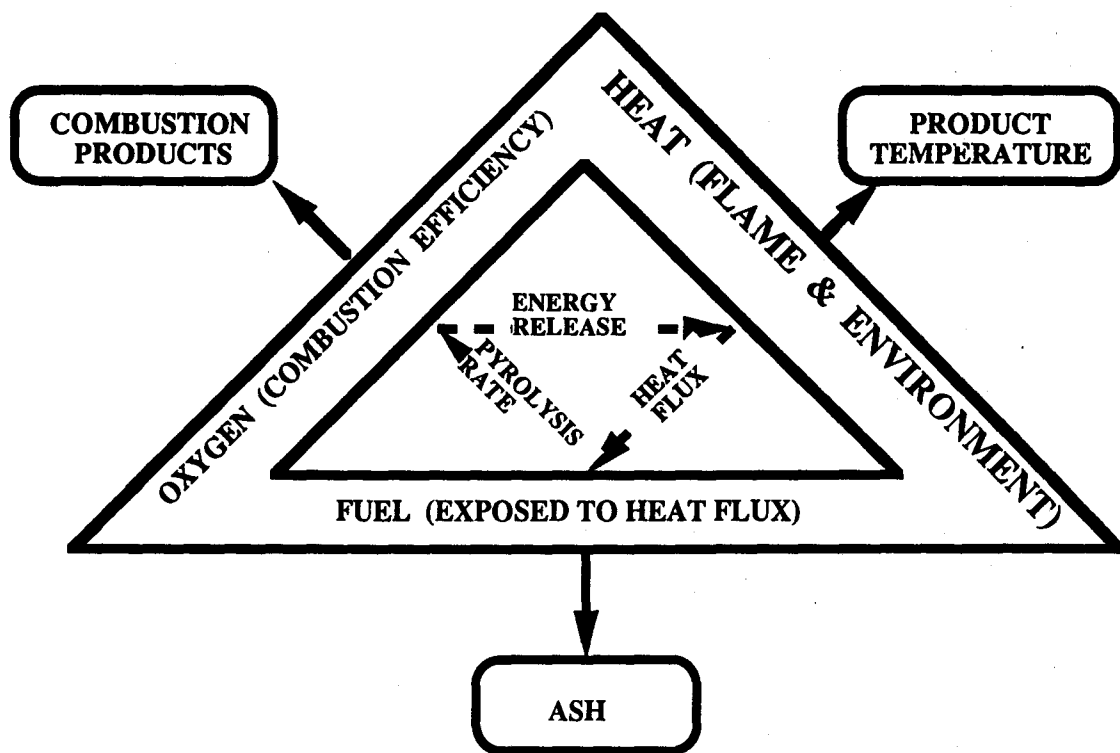 COMBUSTION
PRODUCTS
PRODUCT
TEMPERATURE
OXYGEN (COMBUSTION EFFICIENCY)
HEAT (FLAME & ENVIRONMENT)
ENERGY
RELEASE
PYROLYSIS
RATE
HEAT
FLUX
FUEL (EXPOSED TO HEAT FLUX)
ASH